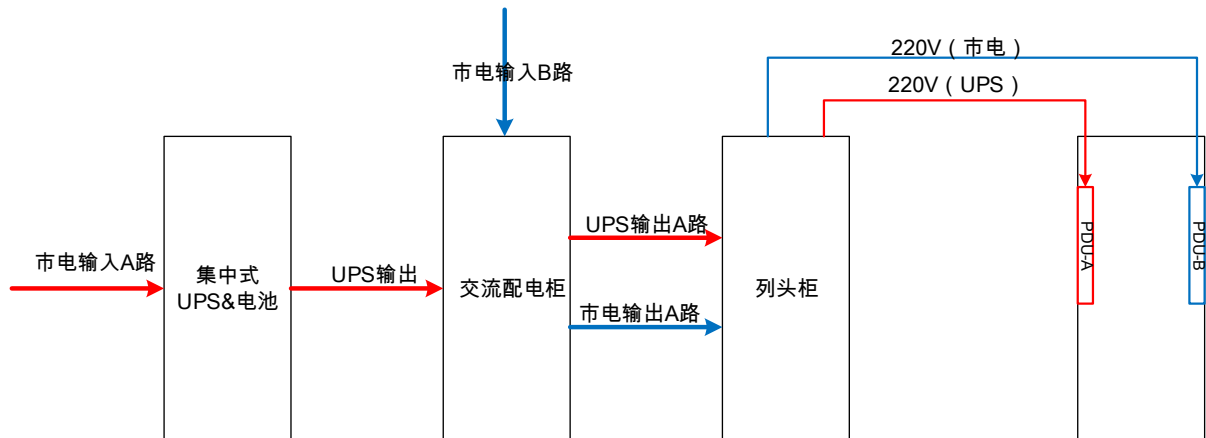 220V（市电）
市电输入B路
220V（UPS）
UPS输出A路
市电输入A路
集中式
UPS&电池
UPS输出
交流配电柜
列头柜
市电输出A路
PDU-A
PDU-B